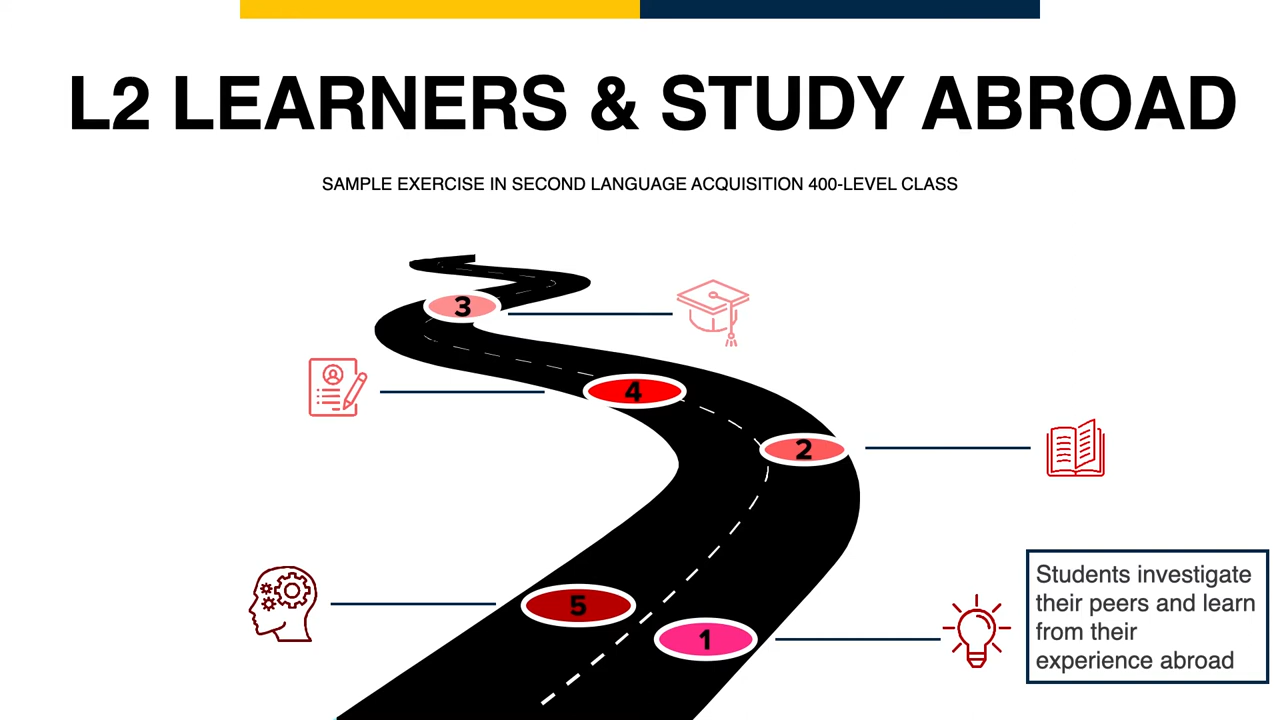 L2 LEARNERS & STUDY ABROAD
SAMPLE EXERCISE IN SECOND LANGUAGE ACQUISITION 400-LEVEL CLASS
3
4
2
5
1
Students investigate
their peers and learn
from their
experience abroad